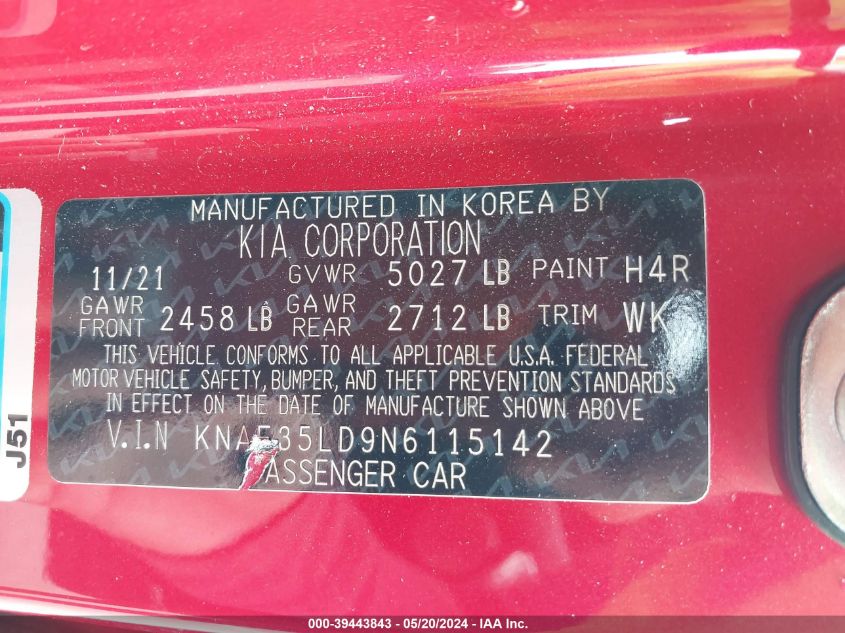 MANUFACTURED IN KOREA BY
KIA CORPORATION
11/21 GVWR 5027 LB PAINT H4R
GAWR FRONT 2458 LB GAWR REAR 2712 LB TRIM WK
THIS VEHICLE CONFORMS TO ALL APPLICABLE U.S.A. FEDERAL
MOTOR VEHICLE SAFETY, BUMPER, AND THEFT PREVENTION STANDARDS
IN EFFECT ON THE DATE OF MANUFACTURE SHOWN ABOVE
V.I.N KNAE35LD9N6115142
PASSENGER CAR
J51
000-39443843 - 05/20/2024 - IAA Inc.